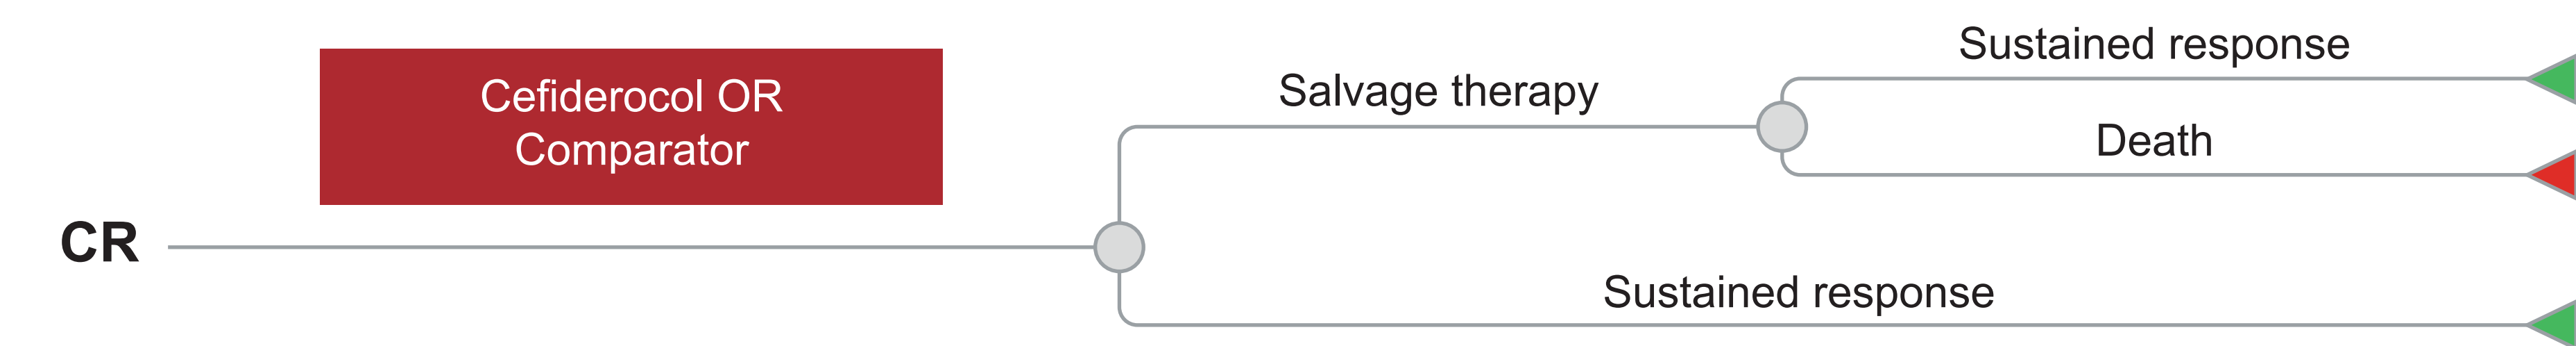 Cefiderocol OR
Comparator
CR
Salvage therapy
Sustained response
Death
Sustained response